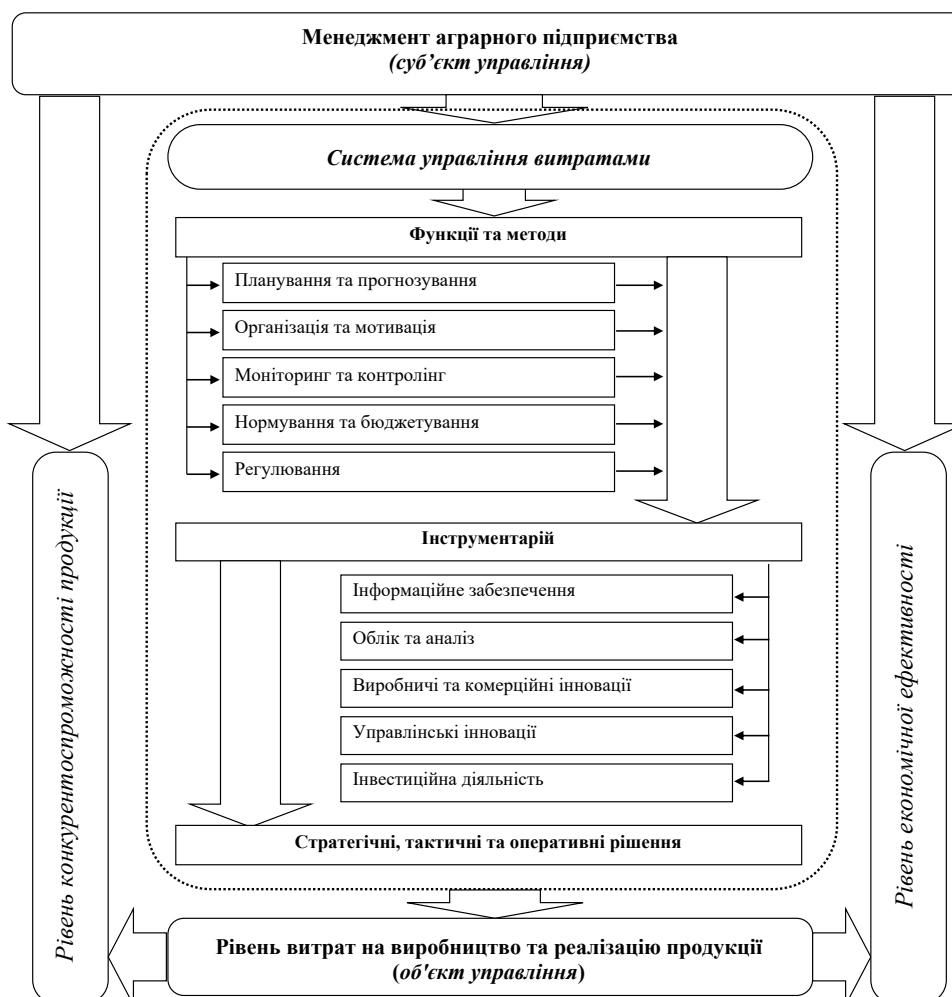 Менеджмент аграрного підприємства
(суб’єкт управління)
Система управління витратами
Функції та методи
Планування та прогнозування
Організація та мотивація
Моніторинг та контролінг
Нормування та бюджетування
Регулювання
Інструментарій
Інформаційне забезпечення
Облік та аналіз
Виробничі та комерційні інновації
Управлінські інновації
Інвестиційна діяльність
Стратегічні, тактичні та оперативні рішення
Рівень конкурентоспроможності продукції
Рівень економічної ефективності
Рівень витрат на виробництво та реалізацію продукції
(об'єкт управління)